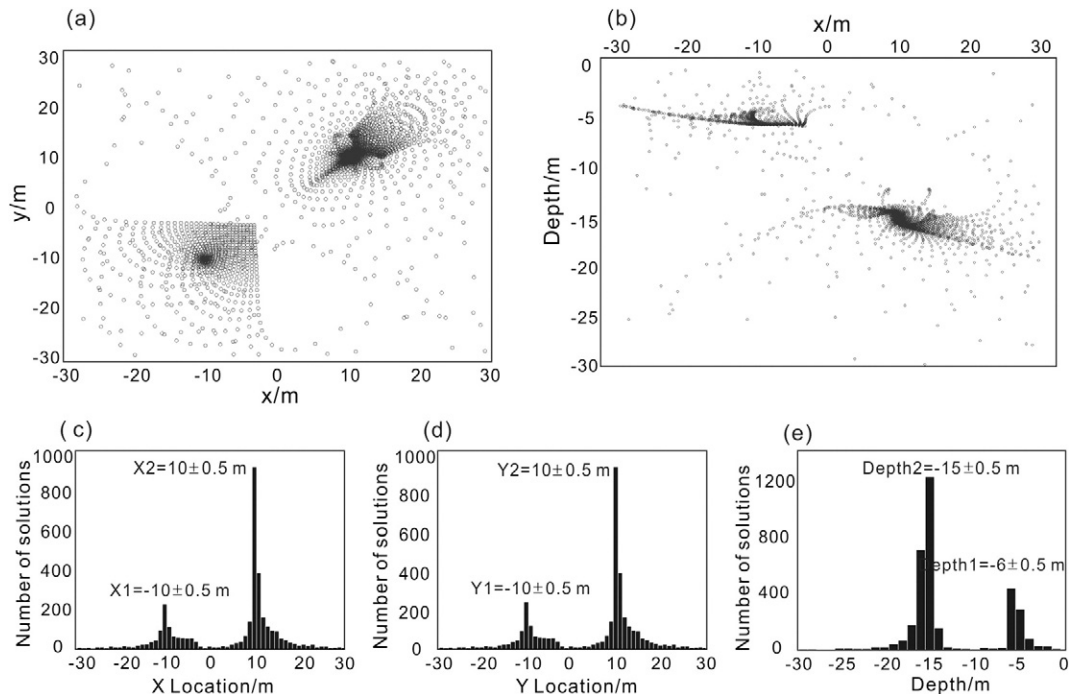 (a)
30
20
10
0
-10
-20
-30
y/m
-30 -20 -10 0 10 20 30
x/m
(b)
x/m
-30 -20 -10 0 10 20 30
0
-5
-10
-15
-20
-25
-30
Depth/m
( c)
1000
800
600
400
200
0
Number of solutions
X2=10±0.5 m
X1=-10±0.5 m
-30 -20 -10 0 10 20 30
X Location/m
(d)
1000
800
600
400
200
0
Number of solutions
Y2=10±0.5 m
Y1=-10±0.5 m
-30 -20 -10 0 10 20 30
Y Location/m
(e)
1200
800
400
0
Number of solutions
Depth2=-15±0.5 m
Depth1=-6±0.5 m
-30 -25 -20 -15 -10 -5 0
Depth/m